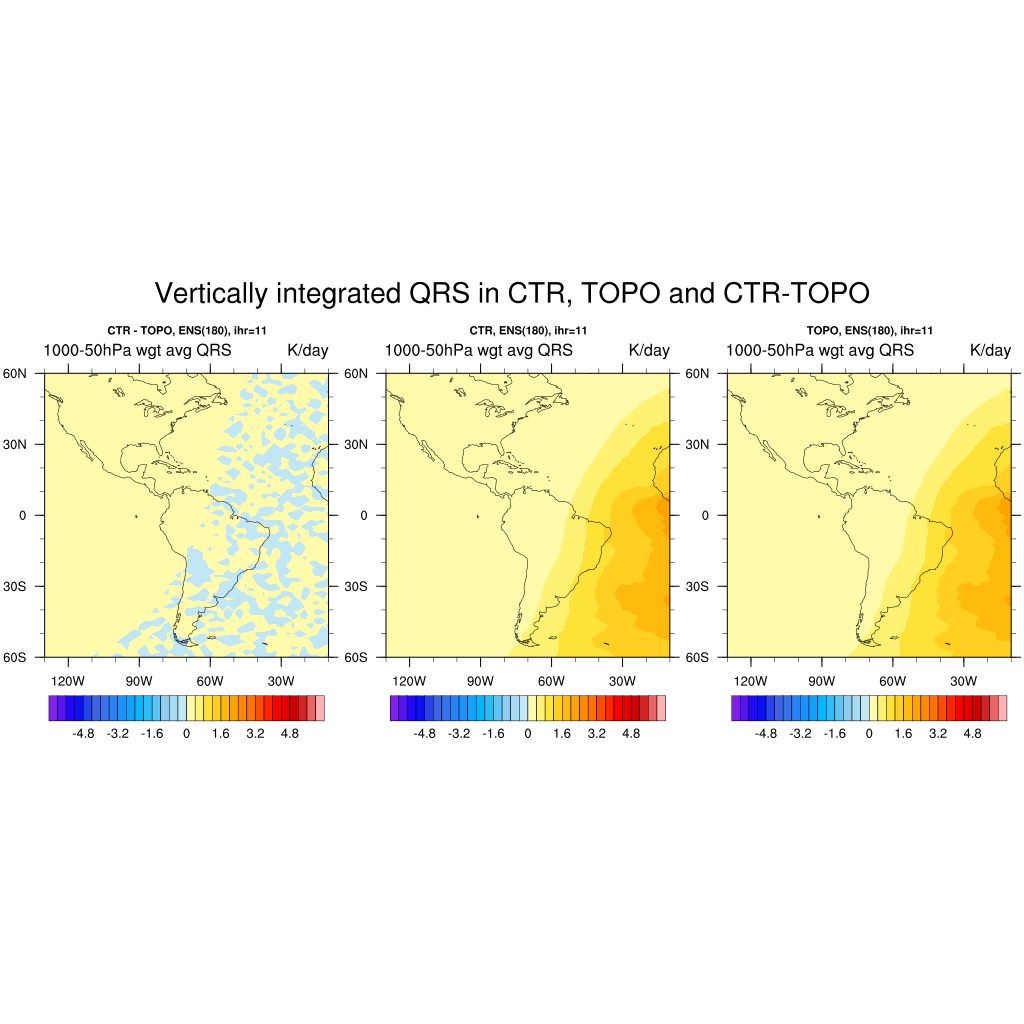 Vertically integrated QRS in CTR, TOPO and CTR-TOPO
CTR - TOPO, ENS(180), ihr=11
1000-50hPa wgt avg QRS K/day
60N
30N
0
30S
60S
120W 90W 60W 30W
-4.8 -3.2 -1.6 0 1.6 3.2 4.8
CTR, ENS(180), ihr=11
1000-50hPa wgt avg QRS K/day
60N
30N
0
30S
60S
120W 90W 60W 30W
-4.8 -3.2 -1.6 0 1.6 3.2 4.8
TOPO, ENS(180), ihr=11
1000-50hPa wgt avg QRS K/day
60N
30N
0
30S
60S
120W 90W 60W 30W
-4.8 -3.2 -1.6 0 1.6 3.2 4.8